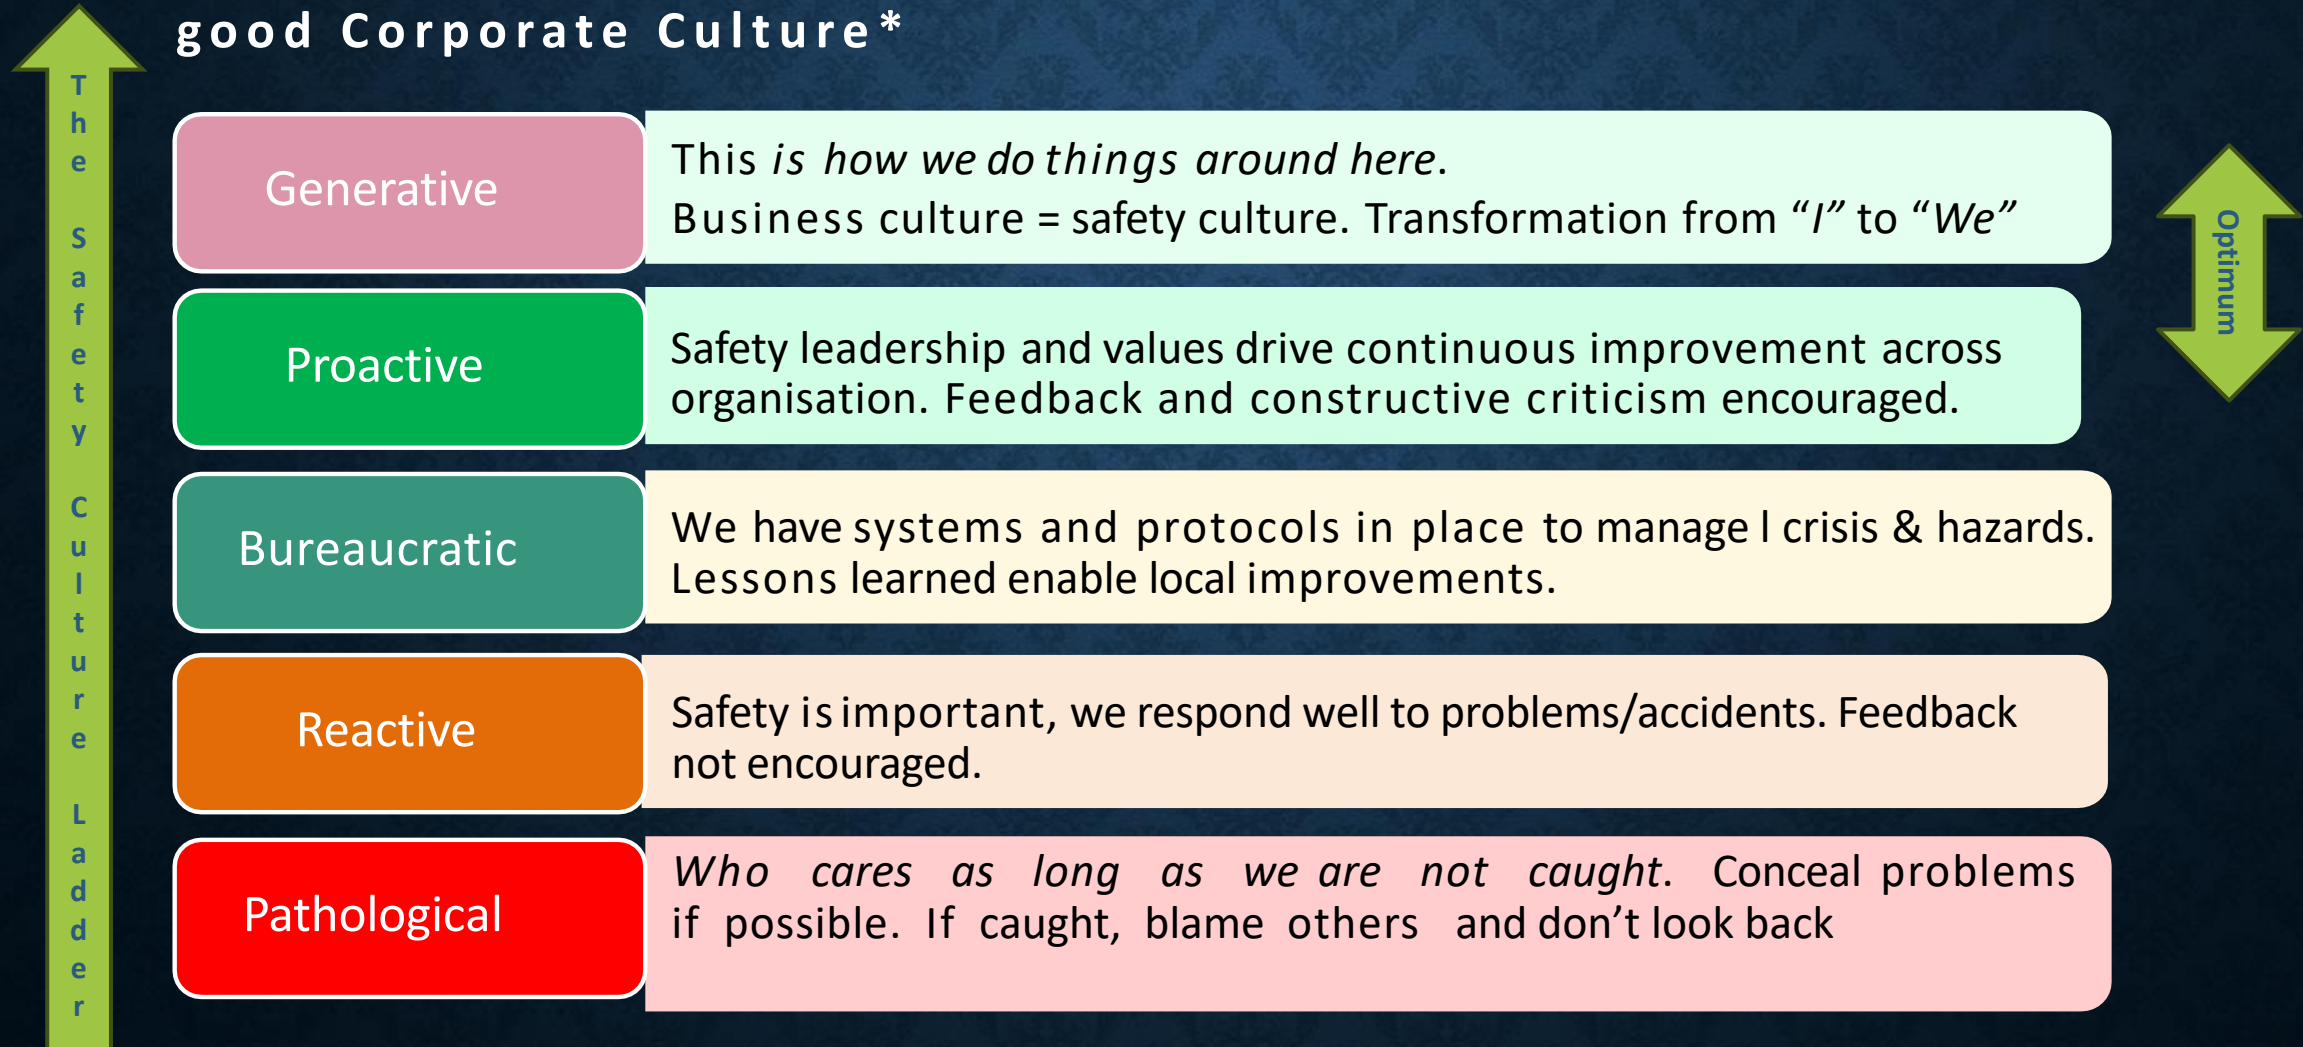 good Corporate Culture*
The Safety Culture Ladder
Generative
This is how we do things around here.
Business culture = safety culture. Transformation from “I” to “We”
Optimum
Proactive
Safety leadership and values drive continuous improvement across
organisation. Feedback and constructive criticism encouraged.
Bureaucratic
We have systems and protocols in place to manage l crisis & hazards.
Lessons learned enable local improvements.
Reactive
Safety is important, we respond well to problems/accidents. Feedback
not encouraged.
Pathological
Who cares as long as we are not caught. Conceal problems
if possible. If caught, blame others and don’t look back